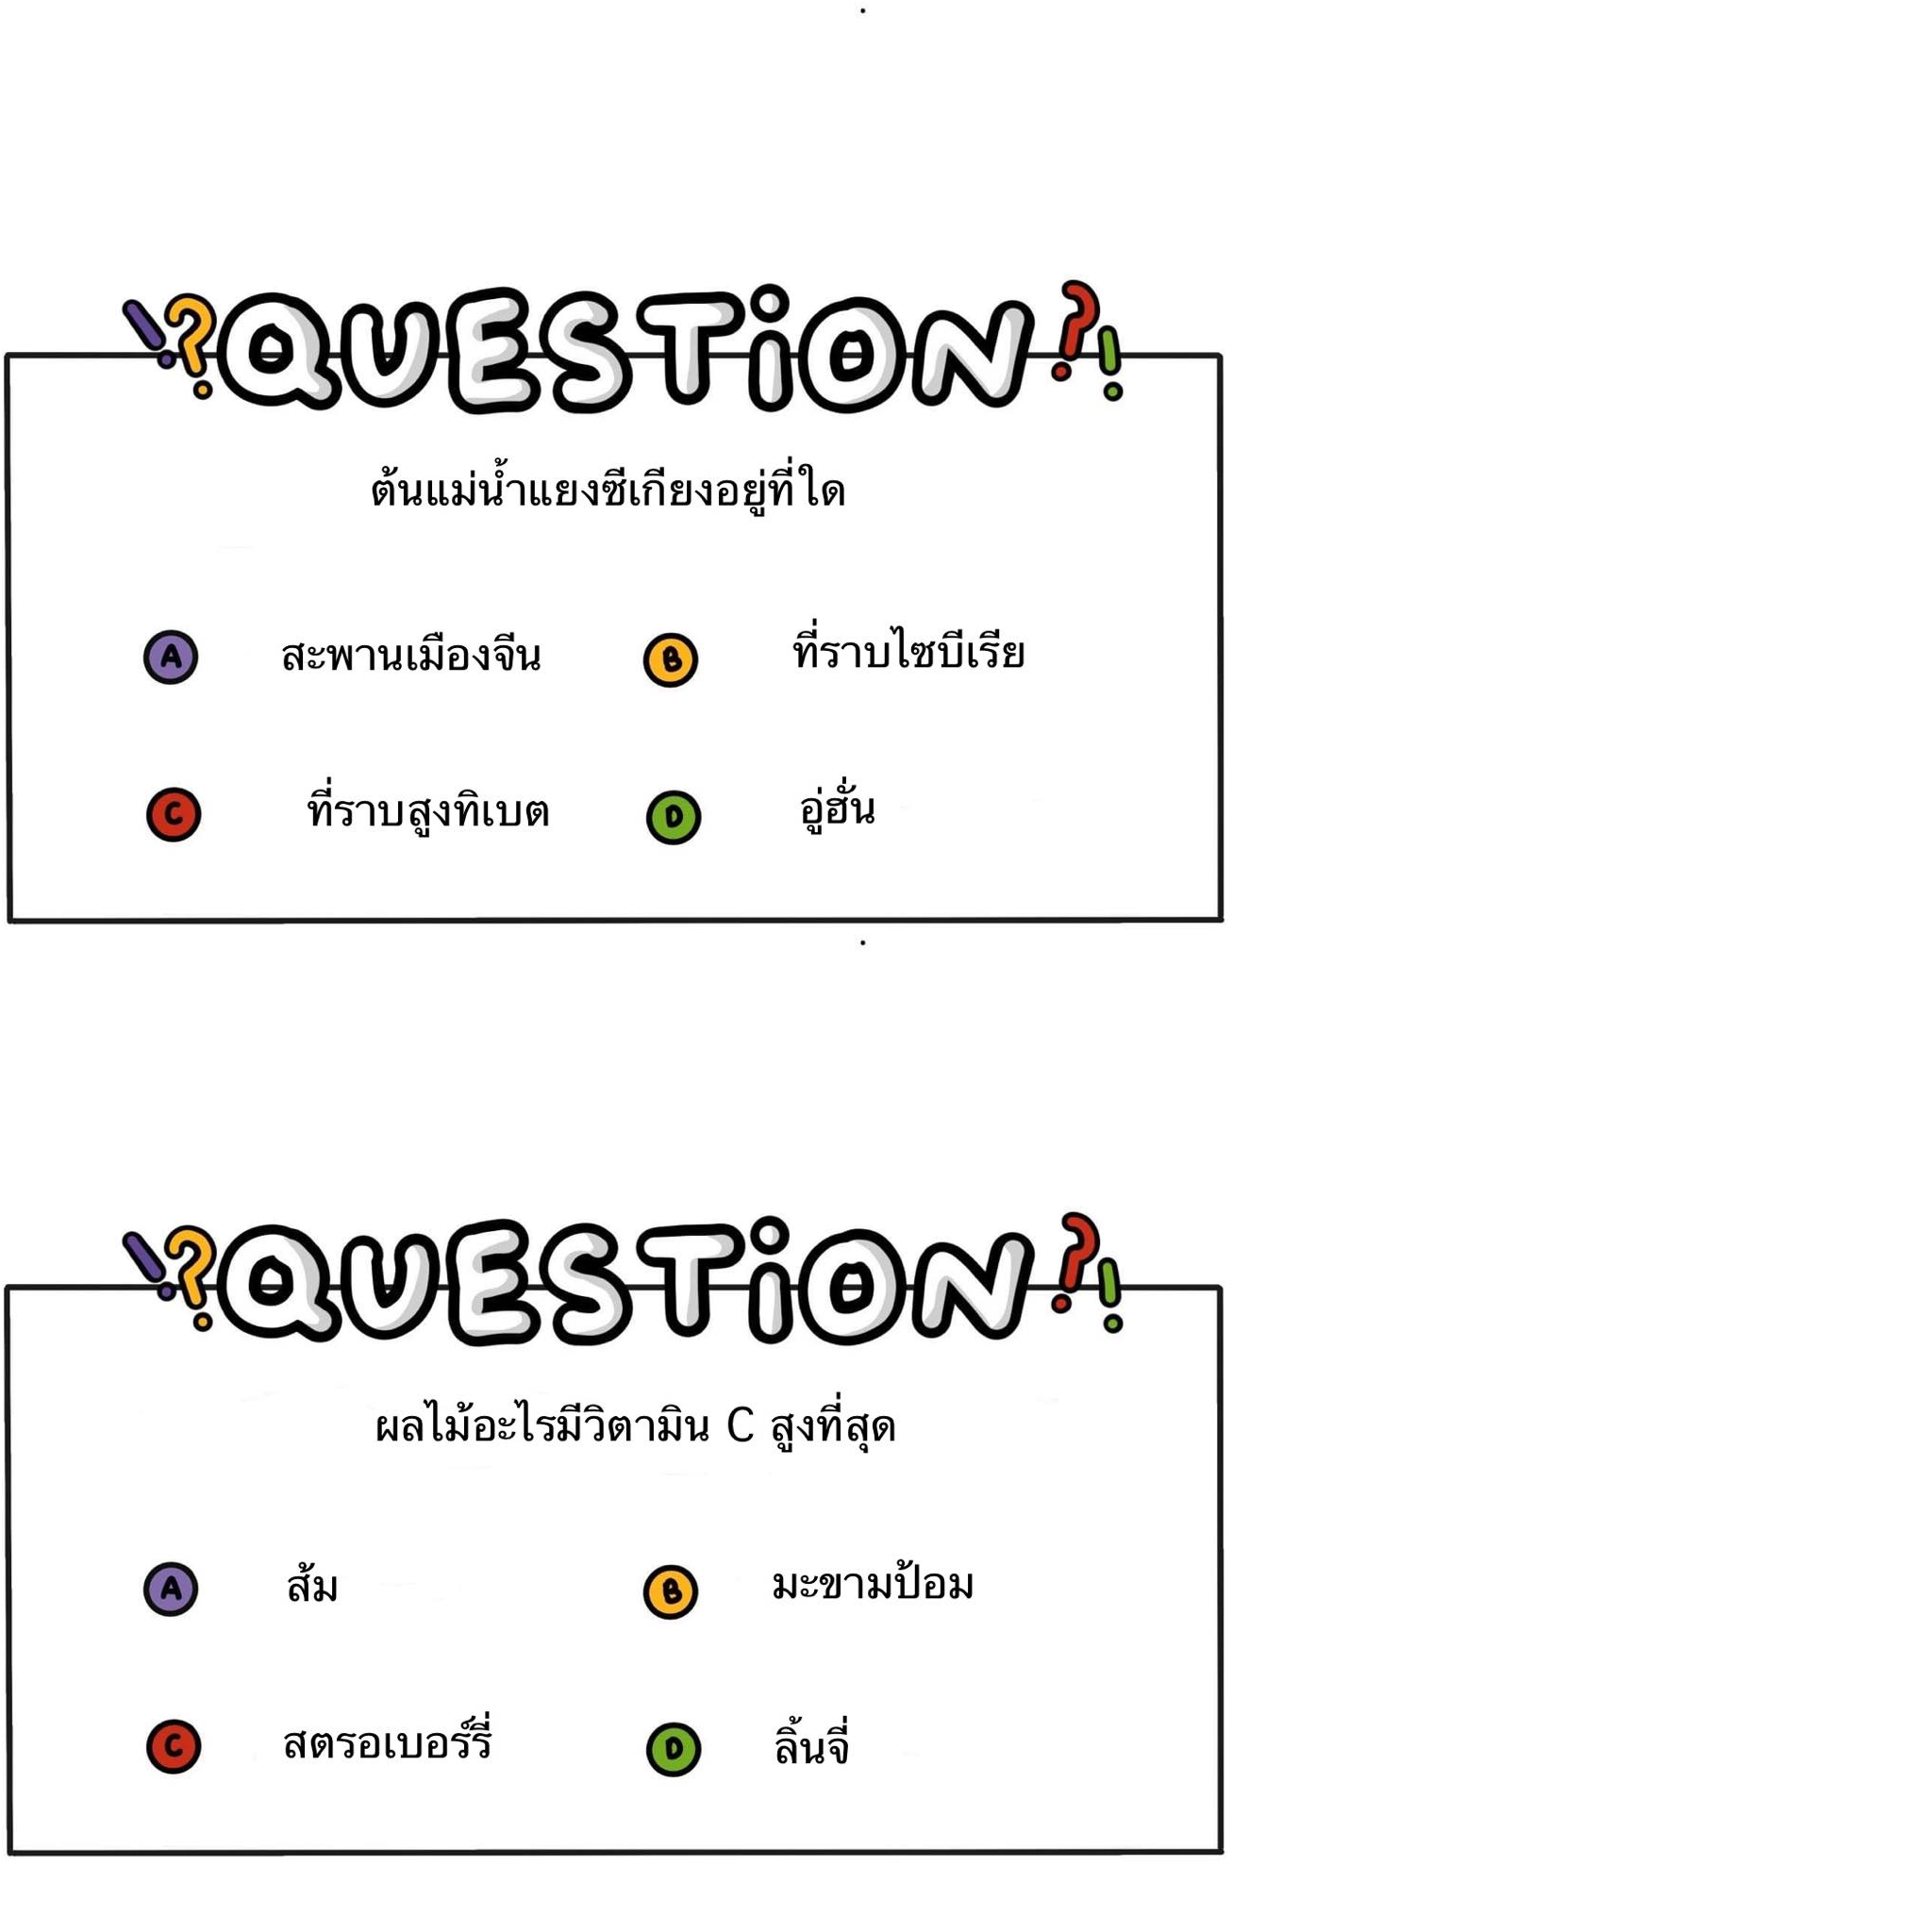 QUESTiON
ต้นแม่น้ำแยงซีเกียงอยู่ที่ใด
A สะพานเมืองจีน B ที่ราบไซบีเรีย
C ที่ราบสูงทิเบต D อู่ฮั่น
QUESTiON
ผลไม้อะไรมีวิตามิน C สูงที่สุด
A ส้ม B มะขามป้อม
C สตรอเบอร์รี่ D ลิ้นจี่